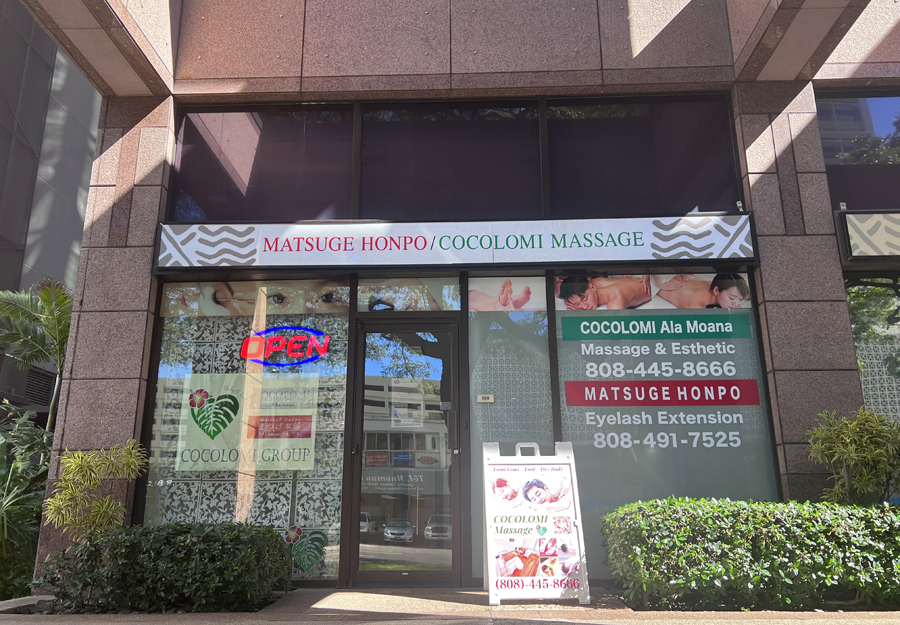 MATSUGE HONPO/COCOLOMI MASSAGE
OPEN
COCOLOMI GROUP
COCOLOMI Ala Moana
Massage & Esthetic
808-445-8666
MATSUGE HONPO
Eyelash Extension
808-491-7525
COCOLOMI
Massage
(808)-445-8666